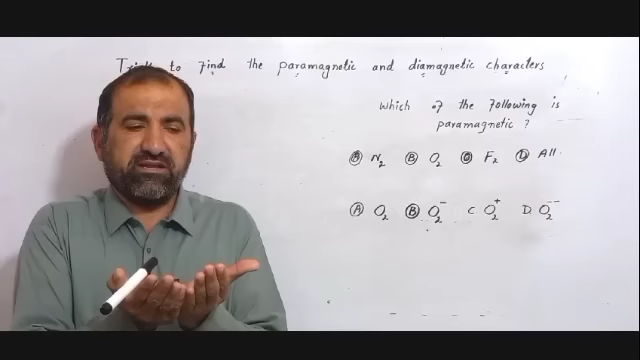 Trick to find the paramagnetic and diamagnetic characters
which of the following is
paramagnetic ?
(A) N₂ (B) O₂ (C) F₂ (D) All.
(A) O₂ (B) O₂⁻ C O₂⁺ D. O₂⁻⁻